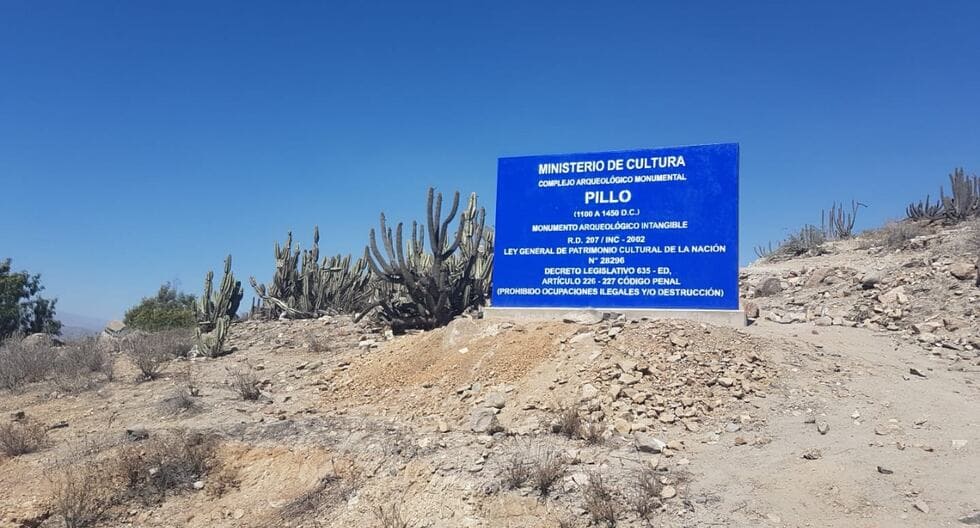 MINISTERIO DE CULTURA
COMPLEJO ARQUEOLÓGICO MONUMENTAL
PILLO
(1100 A 1450 D.C.)
MONUMENTO ARQUEOLÓGICO INTANGIBLE
R.D. 207 / INC - 2002
LEY GENERAL DE PATRIMONIO CULTURAL DE LA NACIÓN
N° 28296
DECRETO LEGISLATIVO 635 - ED,
ARTÍCULO 226 - 227 CÓDIGO PENAL
(PROHIBIDO OCUPACIONES ILEGALES Y/O DESTRUCCIÓN)